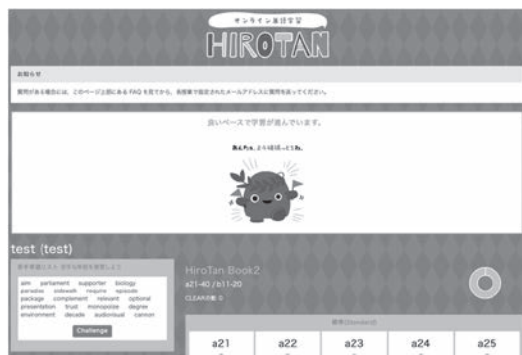 オンライン単語学習
HIROTAN
お知らせ
質問がある場合には、このページ上部にある FAQ を見てから、各授業で指定されたメールアドレスに質問を送ってください。
良いペースで学習が進んでいます。
test (test)
aim parliament supporter biology
paradise sidewalk require episode
package complement relevant optional
presentation trust monopolize degree
environment decade audiovisual cannon
Challenge
HiroTan Book2
a21-40 / b11-20
CLEAR分数: 0
標準(Standard)
a21 a22 a23 a24 a25